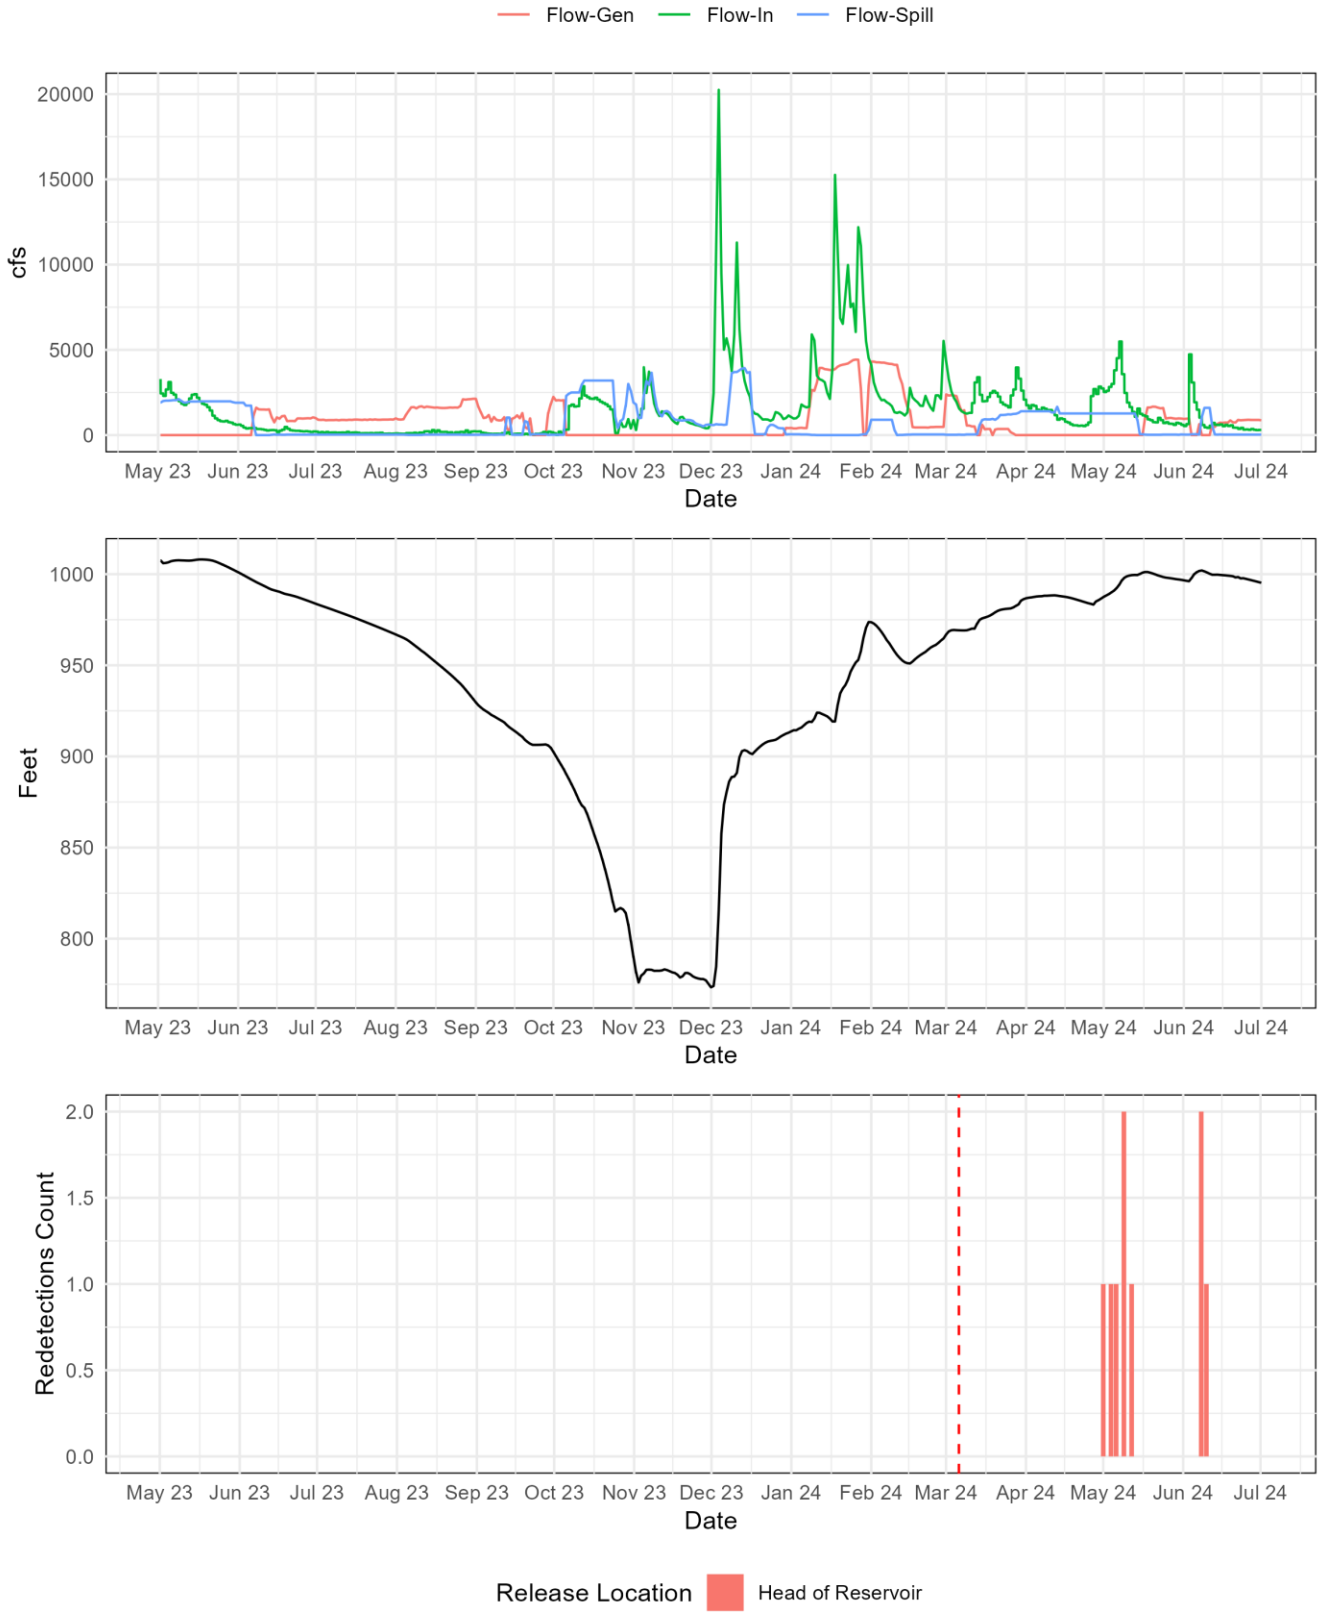 Flow-Gen Flow-In Flow-Spill
20000
15000
10000
5000
0
cfs
May 23 Jun 23 Jul 23 Aug 23 Sep 23 Oct 23 Nov 23 Dec 23 Jan 24 Feb 24 Mar 24 Apr 24 May 24 Jun 24 Jul 24
Date
1000
950
900
850
800
Feet
May 23 Jun 23 Jul 23 Aug 23 Sep 23 Oct 23 Nov 23 Dec 23 Jan 24 Feb 24 Mar 24 Apr 24 May 24 Jun 24 Jul 24
Date
2.0
1.5
1.0
0.5
0.0
Redetections Count
May 23 Jun 23 Jul 23 Aug 23 Sep 23 Oct 23 Nov 23 Dec 23 Jan 24 Feb 24 Mar 24 Apr 24 May 24 Jun 24 Jul 24
Date
Release Location Head of Reservoir